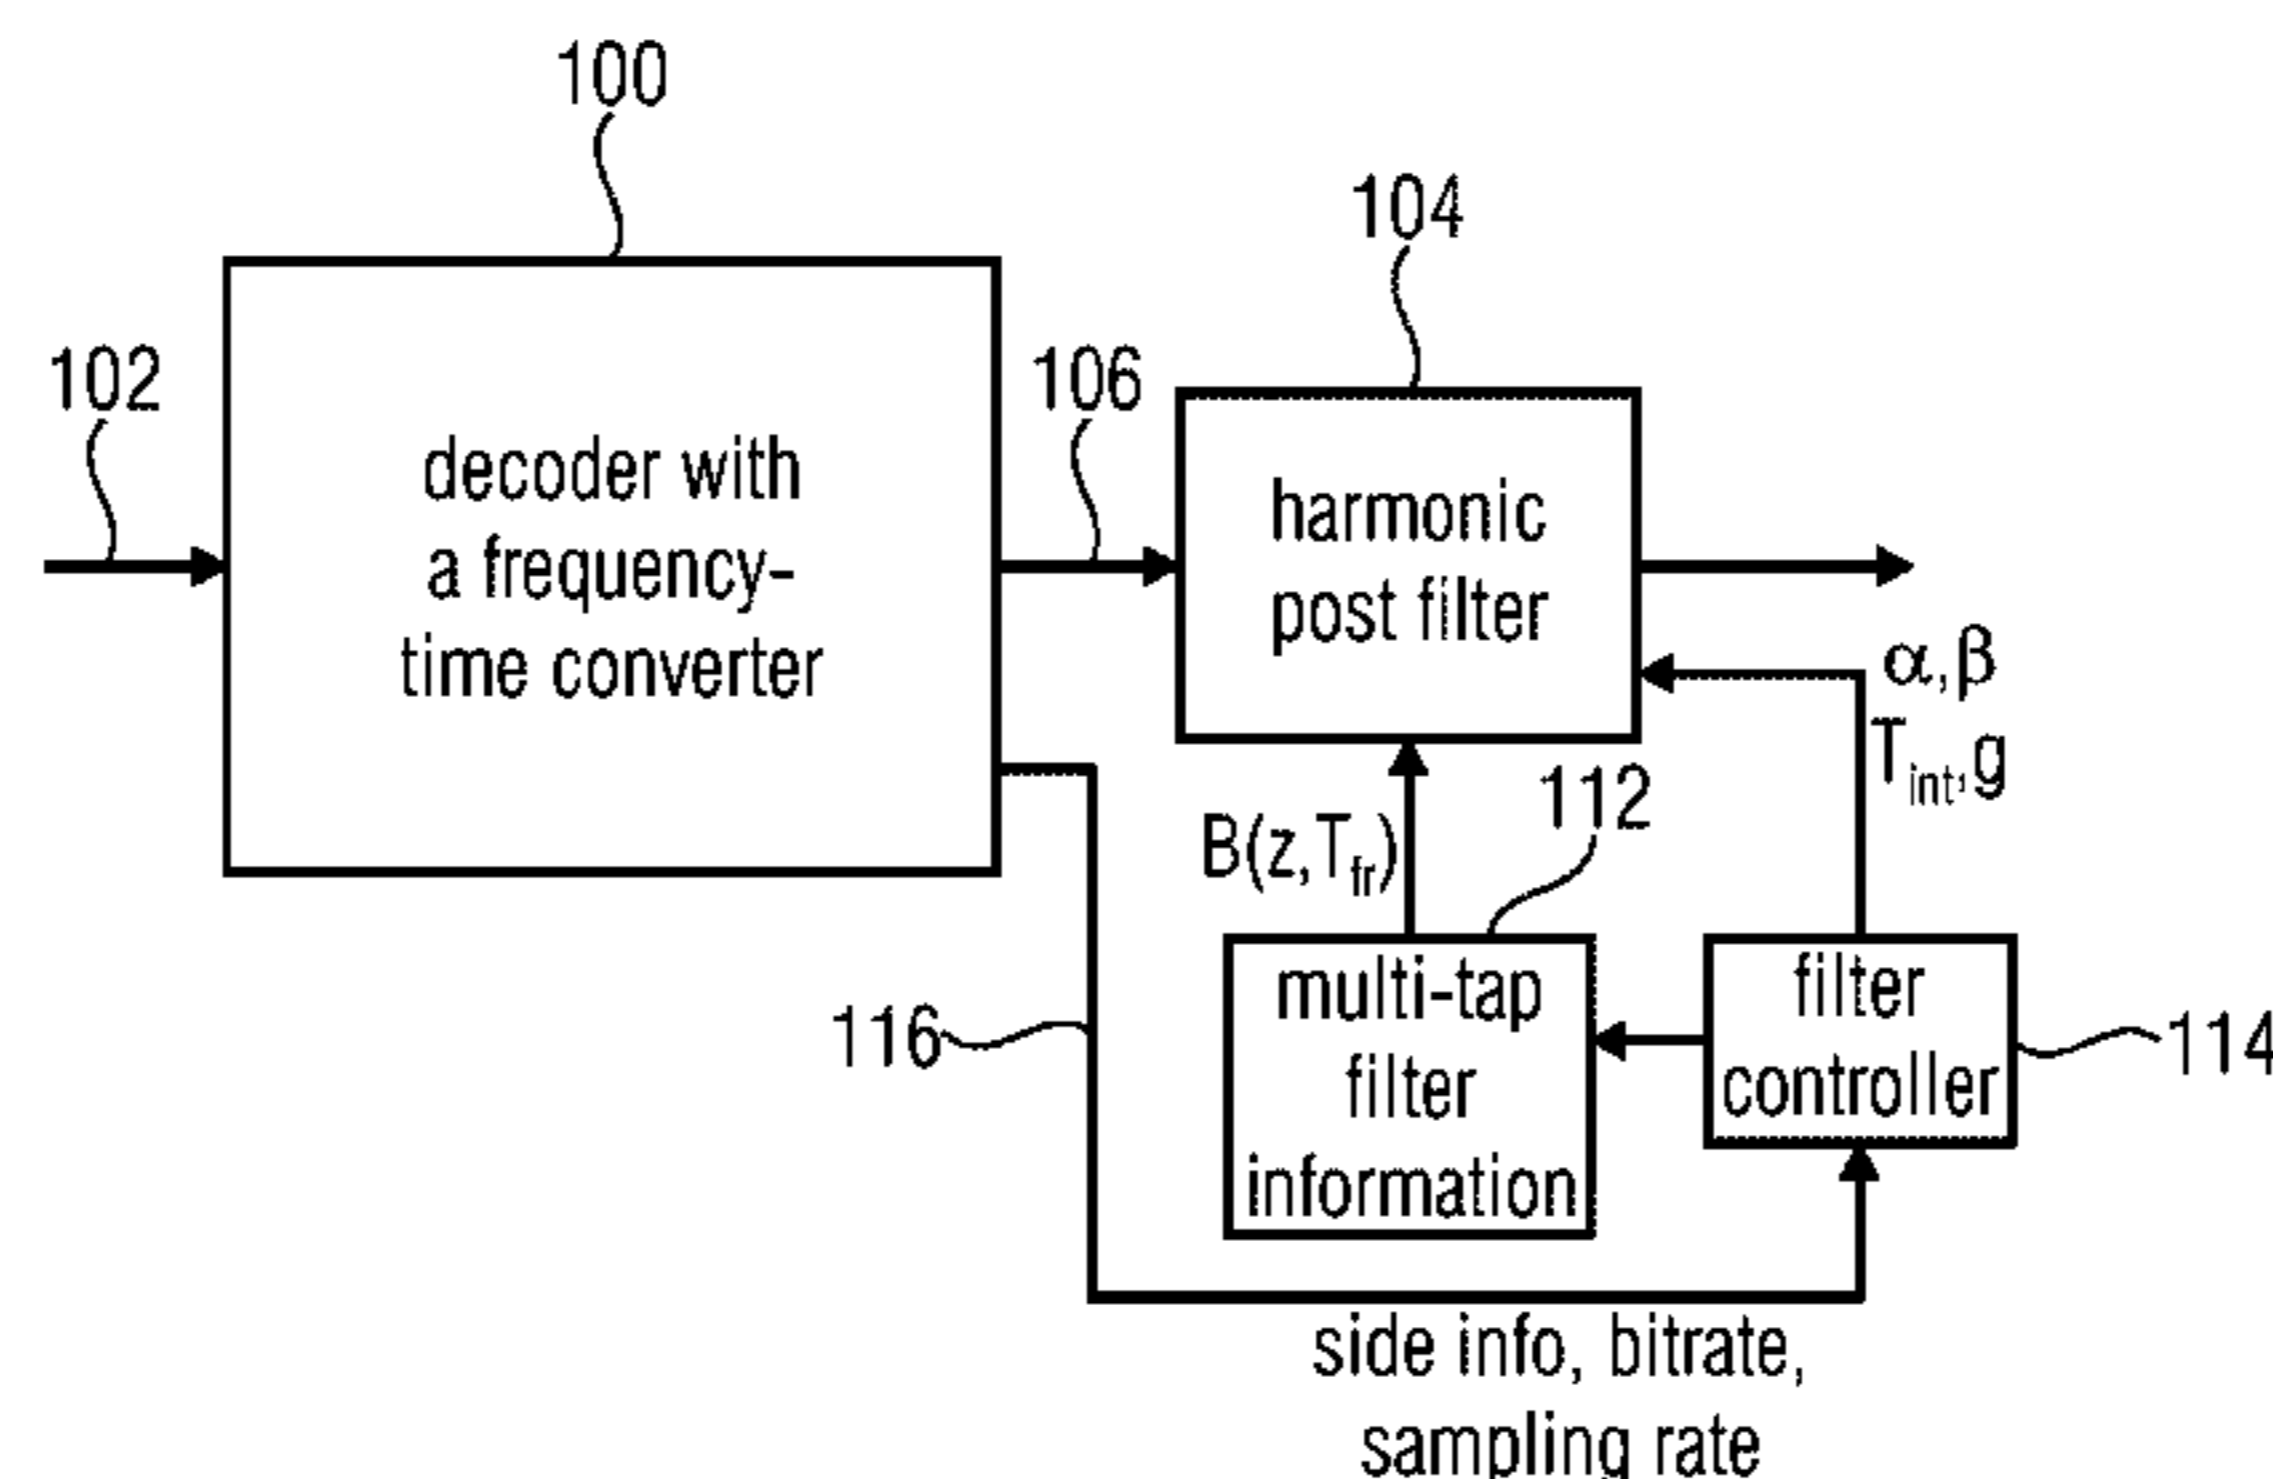 100
104
102
106
decoder with
a frequency-
time converter
harmonic
post filter
α,β
T_int,g
112
B(z,T_fr)
multi-tap
filter
information
filter
controller
116
114
side info, bitrate,
sampling rate